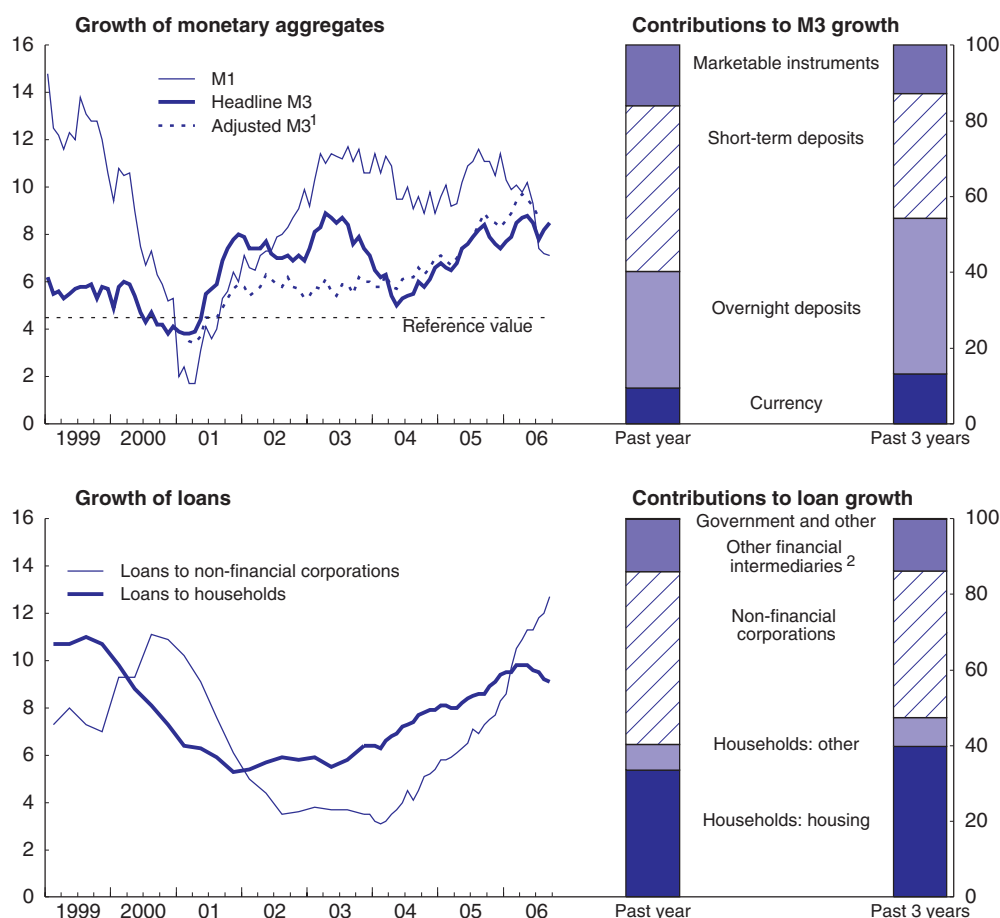 Growth of monetary aggregates
16
14
12
10
8
6
4
2
0
M1
Headline M3
Adjusted M3¹
Reference value
1999 2000 01 02 03 04 05 06
Contributions to M3 growth
Marketable instruments
Short-term deposits
Overnight deposits
Currency
100
80
60
40
20
0
Past year Past 3 years
Growth of loans
16
14
12
10
8
6
4
2
0
Loans to non-financial corporations
Loans to households
1999 2000 01 02 03 04 05 06
Contributions to loan growth
Government and other
Other financial
intermediaries ²
Non-financial
corporations
Households: other
Households: housing
100
80
60
40
20
0
Past year Past 3 years